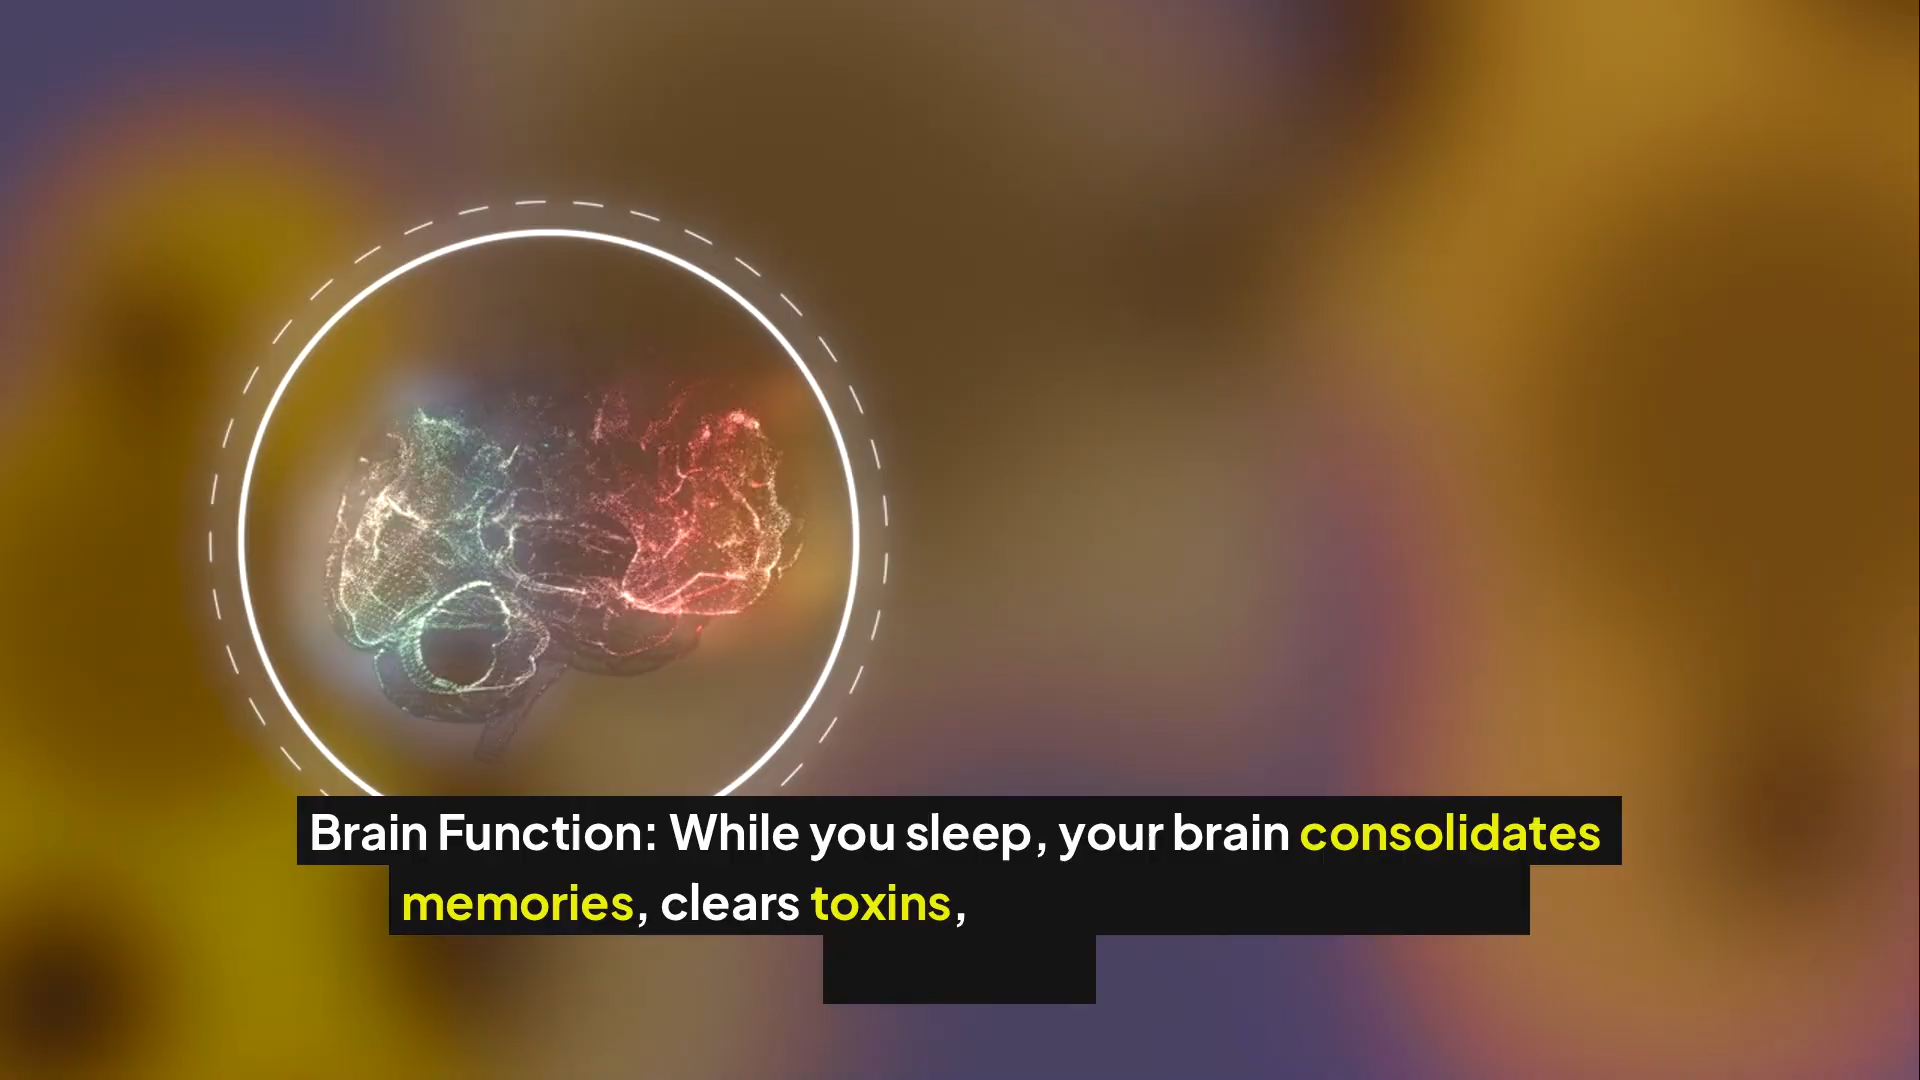 Brain Function: While you sleep, your brain consolidates
memories, clears toxins,